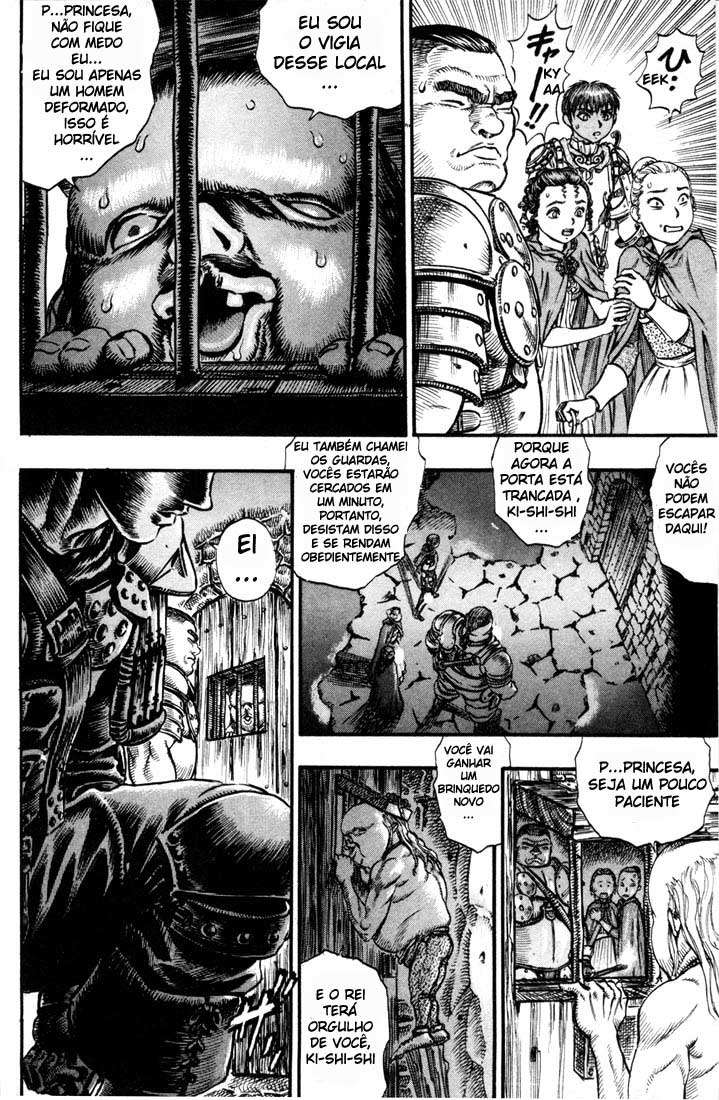 ひ
EEK?
キャー!!
KY
AA
EU SOU
O VIGIA
DESSE LOCAL
...
P...PRINCESA,
NÃO FIQUE
COM MEDO
EU...
EU SOU APENAS
UM HOMEM
DEFORMADO,
ISSO É
HORRÍVEL
...
VOCÊS
NÃO
PODEM
ESCAPAR
DAQUI!
PORQUE
AGORA A
PORTA ESTÁ
TRANCADA ,
KI-SHI-SHI
...
EU TAMBÉM CHAMEI
OS GUARDAS,
VOCÊS ESTARÃO
CERCADOS EM
UM MINUTO,
PORTANTO,
DESISTAM DISSO
E SE RENDAM
OBEDIENTEMENTE
P...PRINCESA,
SEJA UM POUCO
PACIENTE
VOCÊ VAI
GANHAR
UM
BRINQUEDO
NOVO
...
E O REI
TERÁ
ORGULHO
DE VOCÊ,
KI-SHI-SHI
EI
...